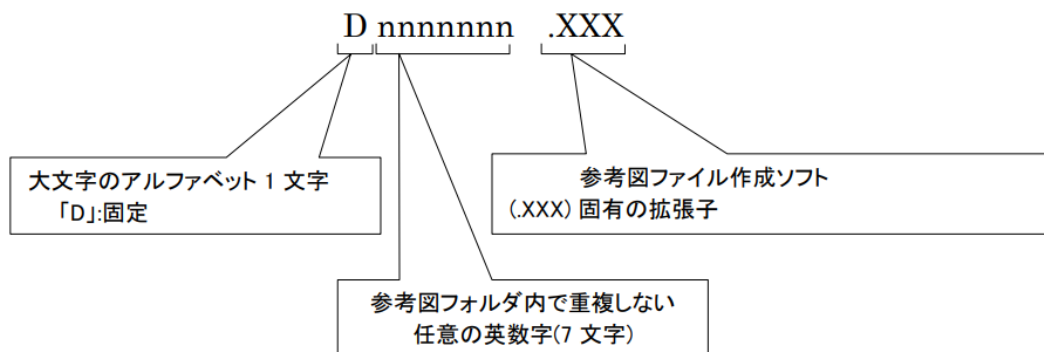 D nnnnnnn .XXX
大文字のアルファベット 1 文字
「D」:固定
参考図ファイル作成ソフト
(.XXX) 固有の拡張子
参考図フォルダ内で重複しない
任意の英数字(7 文字)